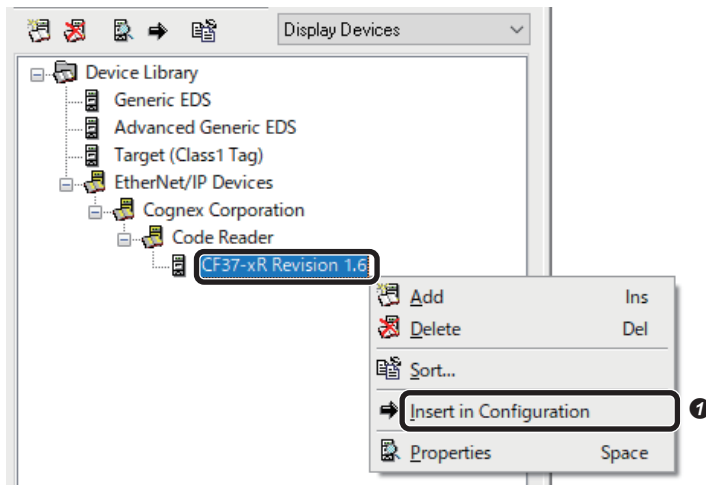 Display Devices
Device Library
Generic EDS
Advanced Generic EDS
Target (Class1 Tag)
EtherNet/IP Devices
Cognex Corporation
Code Reader
CF37-xR Revision 1.6
Add Ins
Delete Del
Sort...
Insert in Configuration
1
Properties Space